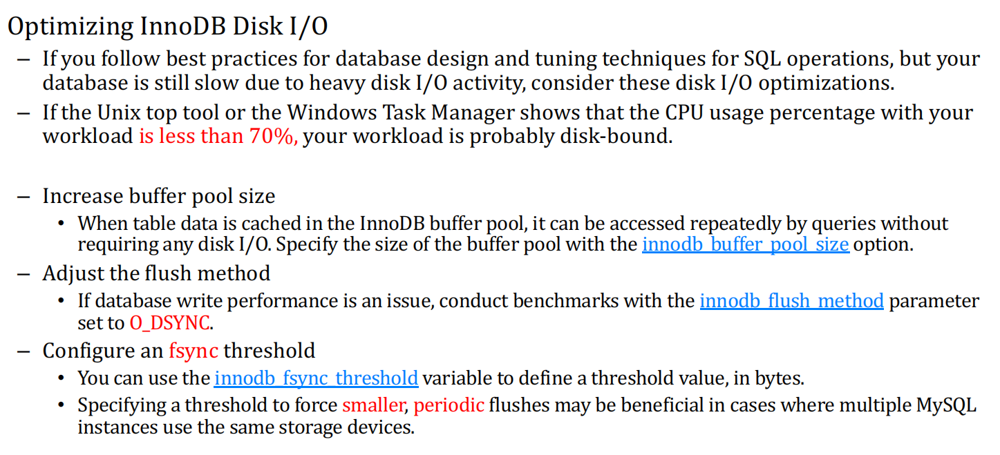 Optimizing InnoDB Disk I/O
– If you follow best practices for database design and tuning techniques for SQL operations, but your
database is still slow due to heavy disk I/O activity, consider these disk I/O optimizations.
– If the Unix top tool or the Windows Task Manager shows that the CPU usage percentage with your
workload is less than 70%, your workload is probably disk-bound.
– Increase buffer pool size
• When table data is cached in the InnoDB buffer pool, it can be accessed repeatedly by queries without
requiring any disk I/O. Specify the size of the buffer pool with the innodb_buffer_pool_size option.
– Adjust the flush method
• If database write performance is an issue, conduct benchmarks with the innodb_flush_method parameter
set to O_DSYNC.
– Configure an fsync threshold
• You can use the innodb_fsync_threshold variable to define a threshold value, in bytes.
• Specifying a threshold to force smaller, periodic flushes may be beneficial in cases where multiple MySQL
instances use the same storage devices.